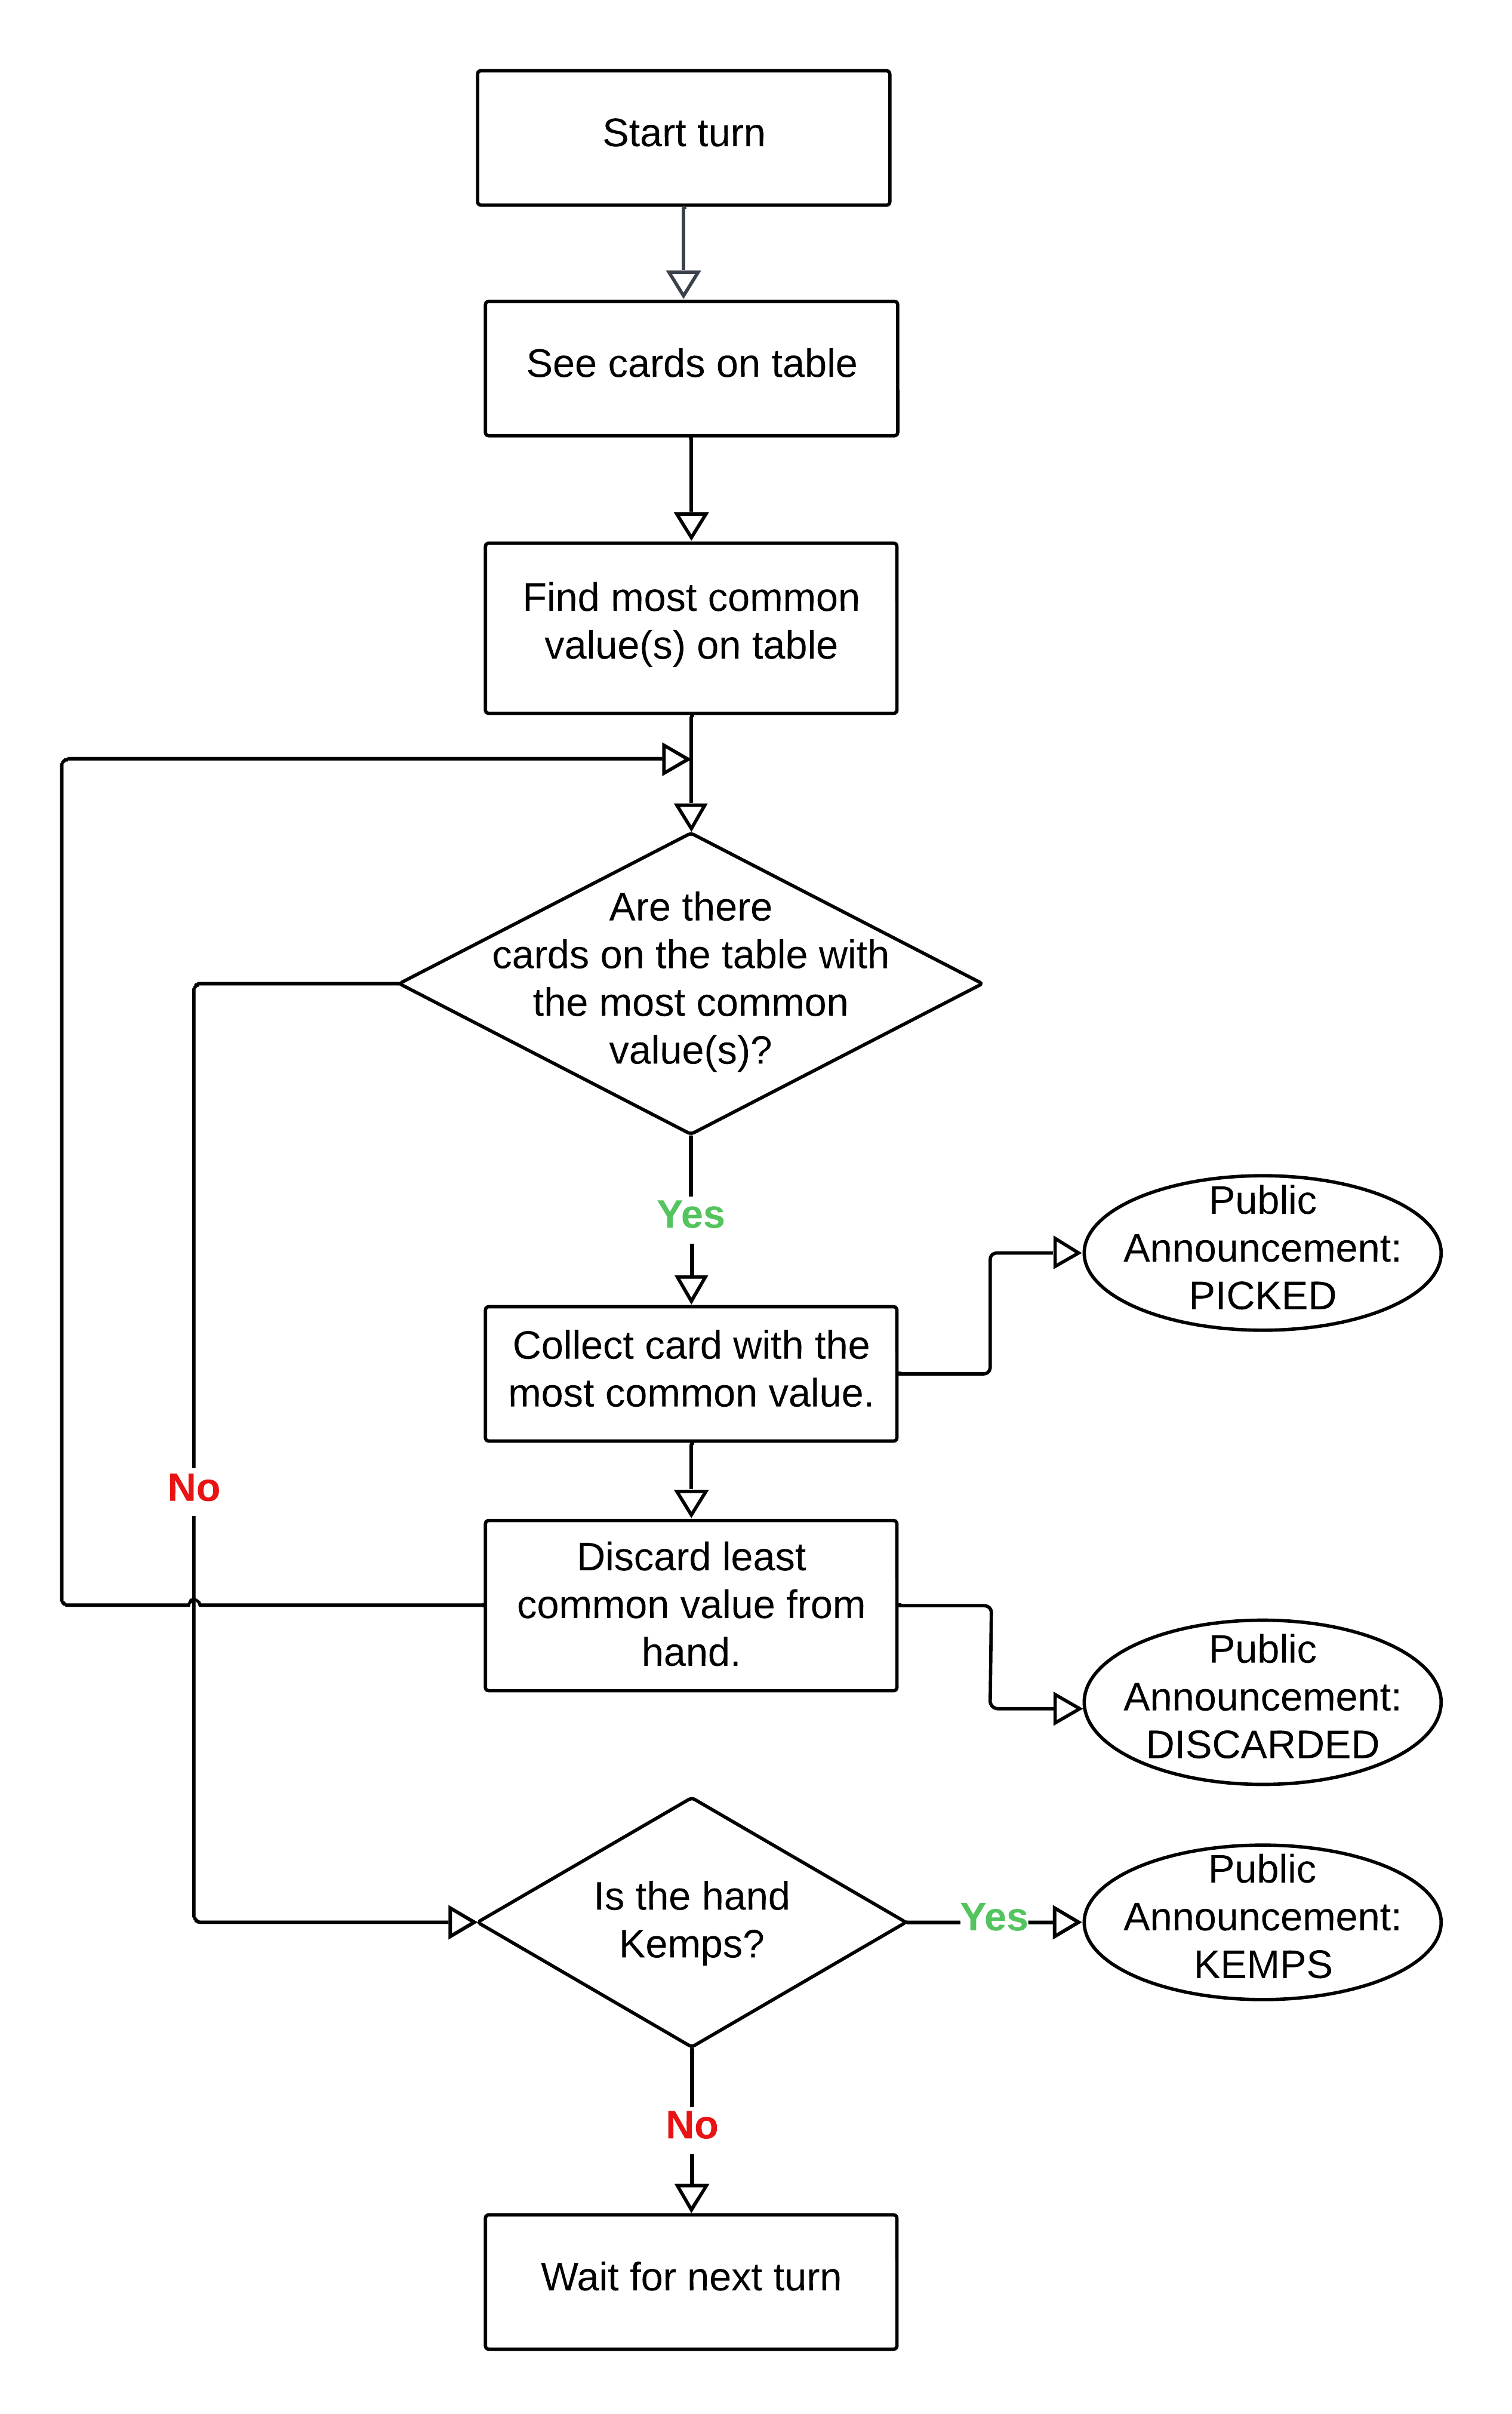 Start turn
See cards on table
Find most common
value(s) on table
Are there
cards on the table with
the most common
value(s)?
Yes
Public
Announcement:
PICKED
Collect card with the
most common value.
No
Discard least
common value from
hand.
Public
Announcement:
DISCARDED
Is the hand
Kemps?
Yes
Public
Announcement:
KEMPS
No
Wait for next turn